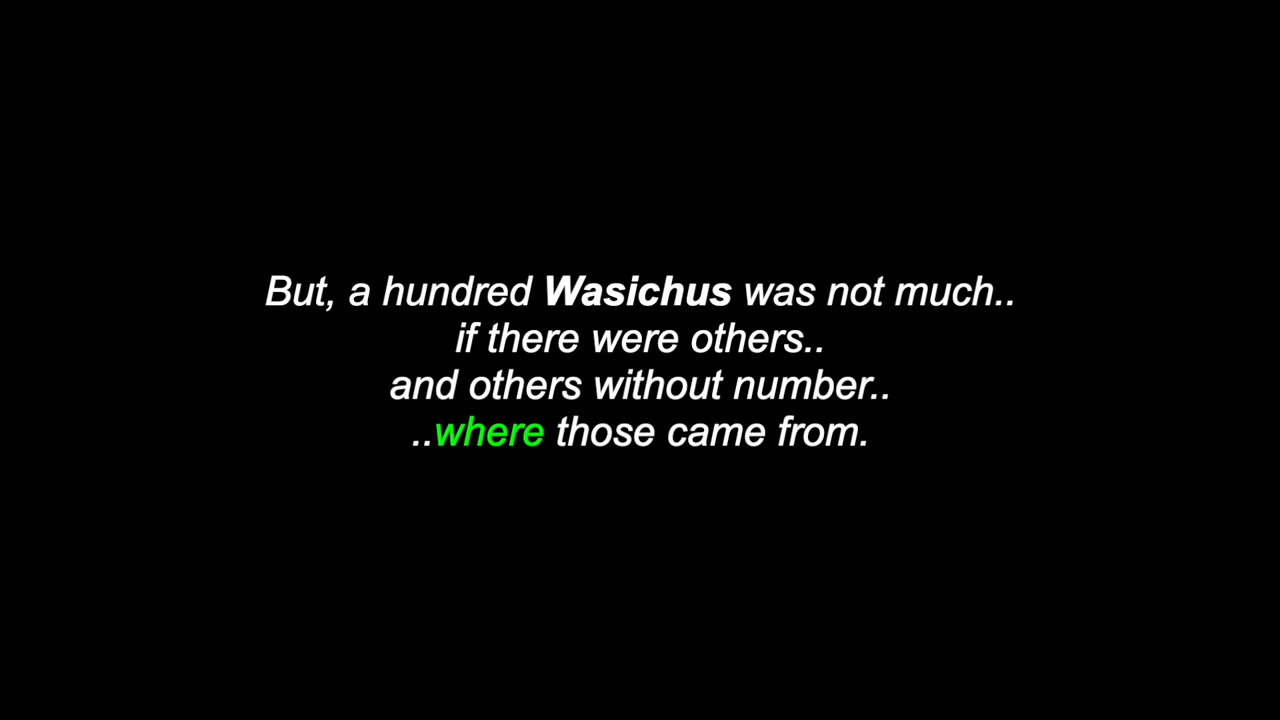 But, a hundred Wasichus was not much..
if there were others..
and others without number..
..where those came from.